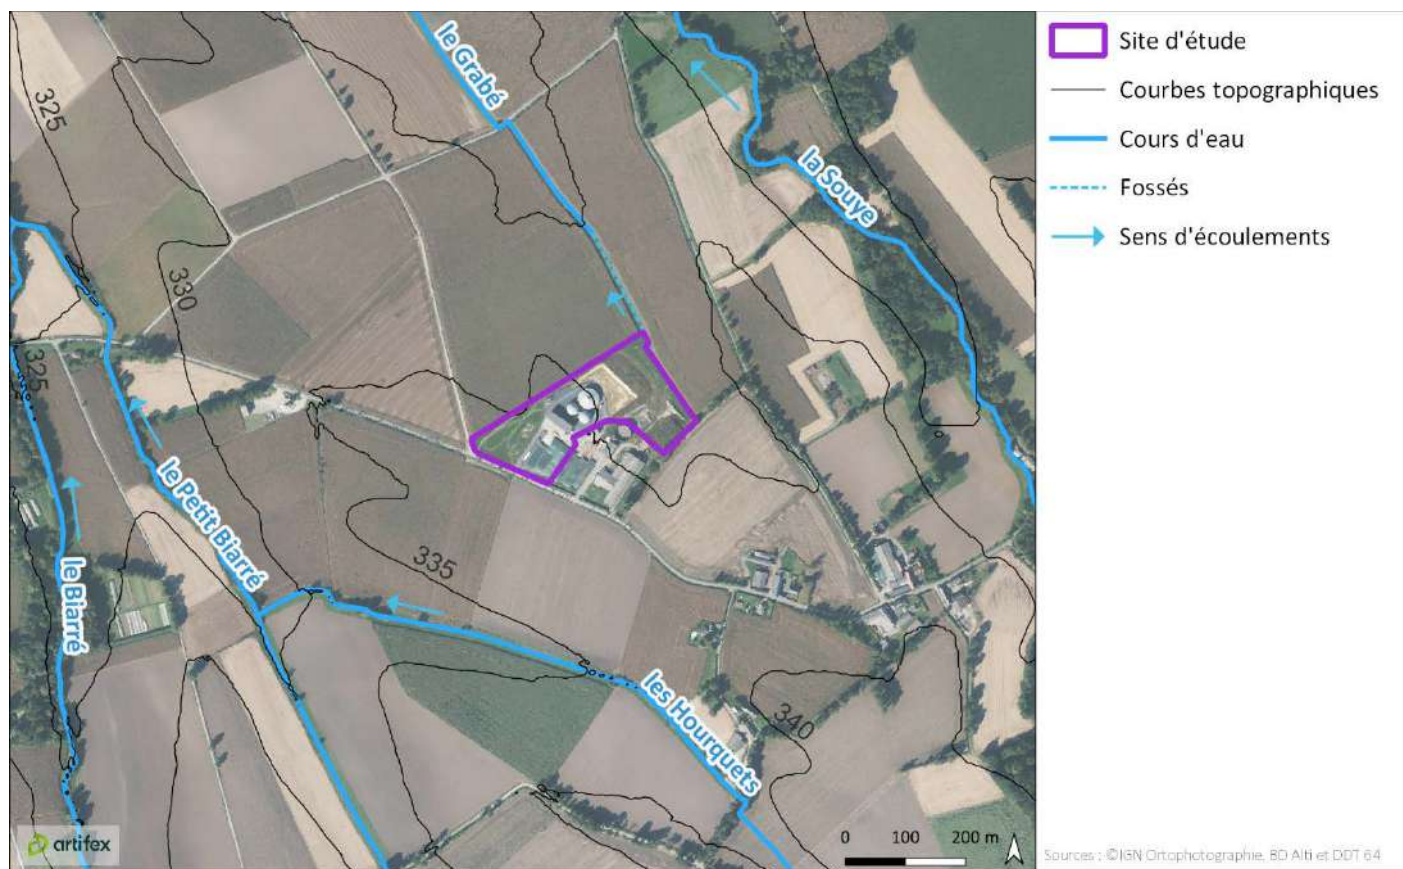 le Grabé
325
la Souye
330
325
le Petit Biarré
335
le Biarré
les Hourquets
340
0 100 200 m
artifex
Site d'étude
Courbes topographiques
Cours d'eau
Fossés
Sens d'écoulements
Sources : ©IGN Ortophotographie, BD Alti et DDT 64